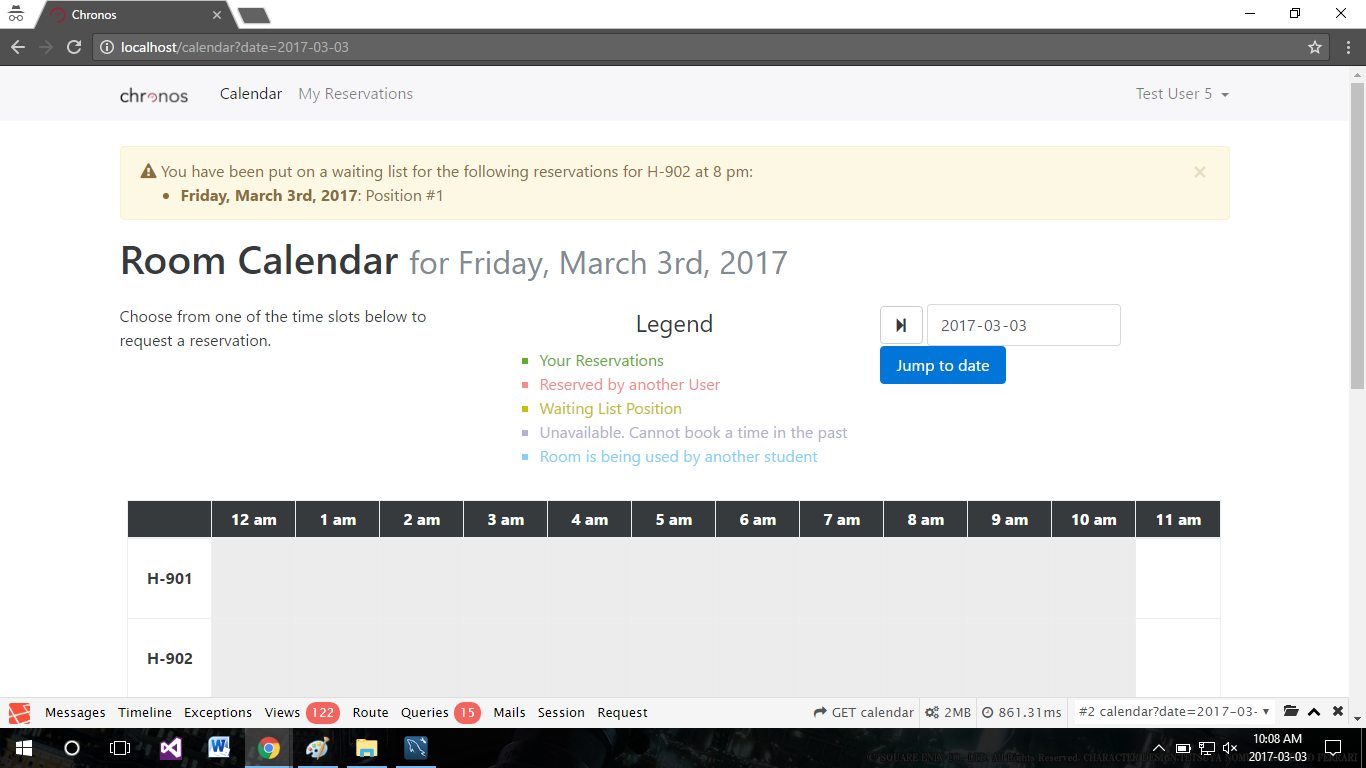 Chronos
localhost/calendar?date=2017-03-03
chronos Calendar My Reservations Test User 5
You have been put on a waiting list for the following reservations for H-902 at 8 pm: ×
Friday, March 3rd, 2017: Position #1
Room Calendar for Friday, March 3rd, 2017
Choose from one of the time slots below to
request a reservation.
Legend
Your Reservations
Reserved by another User
Waiting List Position
Unavailable. Cannot book a time in the past
Room is being used by another student
2017-03-03
Jump to date
12 am 1 am 2 am 3 am 4 am 5 am 6 am 7 am 8 am 9 am 10 am 11 am
H-901
H-902
Messages Timeline Exceptions Views 122 Route Queries 15 Mails Session Request GET calendar 2MB 861.31ms #2 calendar?date=2017-03-
10:08 AM
2017-03-03